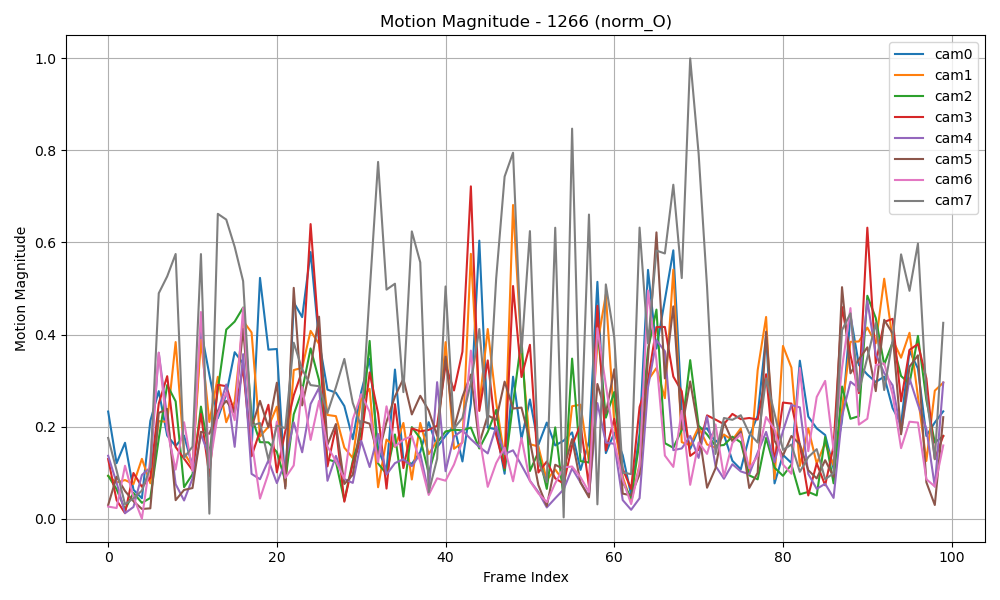 Motion Magnitude - 1266 (norm_O)
Motion Magnitude
1.0
0.8
0.6
0.4
0.2
0.0
0
20
40
60
80
100
Frame Index
cam0
cam1
cam2
cam3
cam4
cam5
cam6
cam7